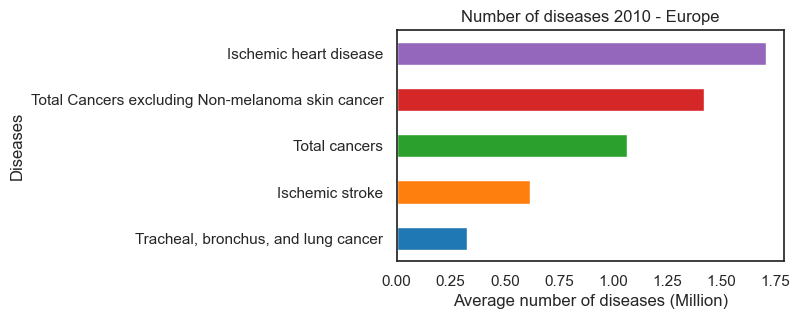 Number of diseases 2010 - Europe
Diseases
Ischemic heart disease
Total Cancers excluding Non-melanoma skin cancer
Total cancers
Ischemic stroke
Tracheal, bronchus, and lung cancer
0.00 0.25 0.50 0.75 1.00 1.25 1.50 1.75
Average number of diseases (Million)